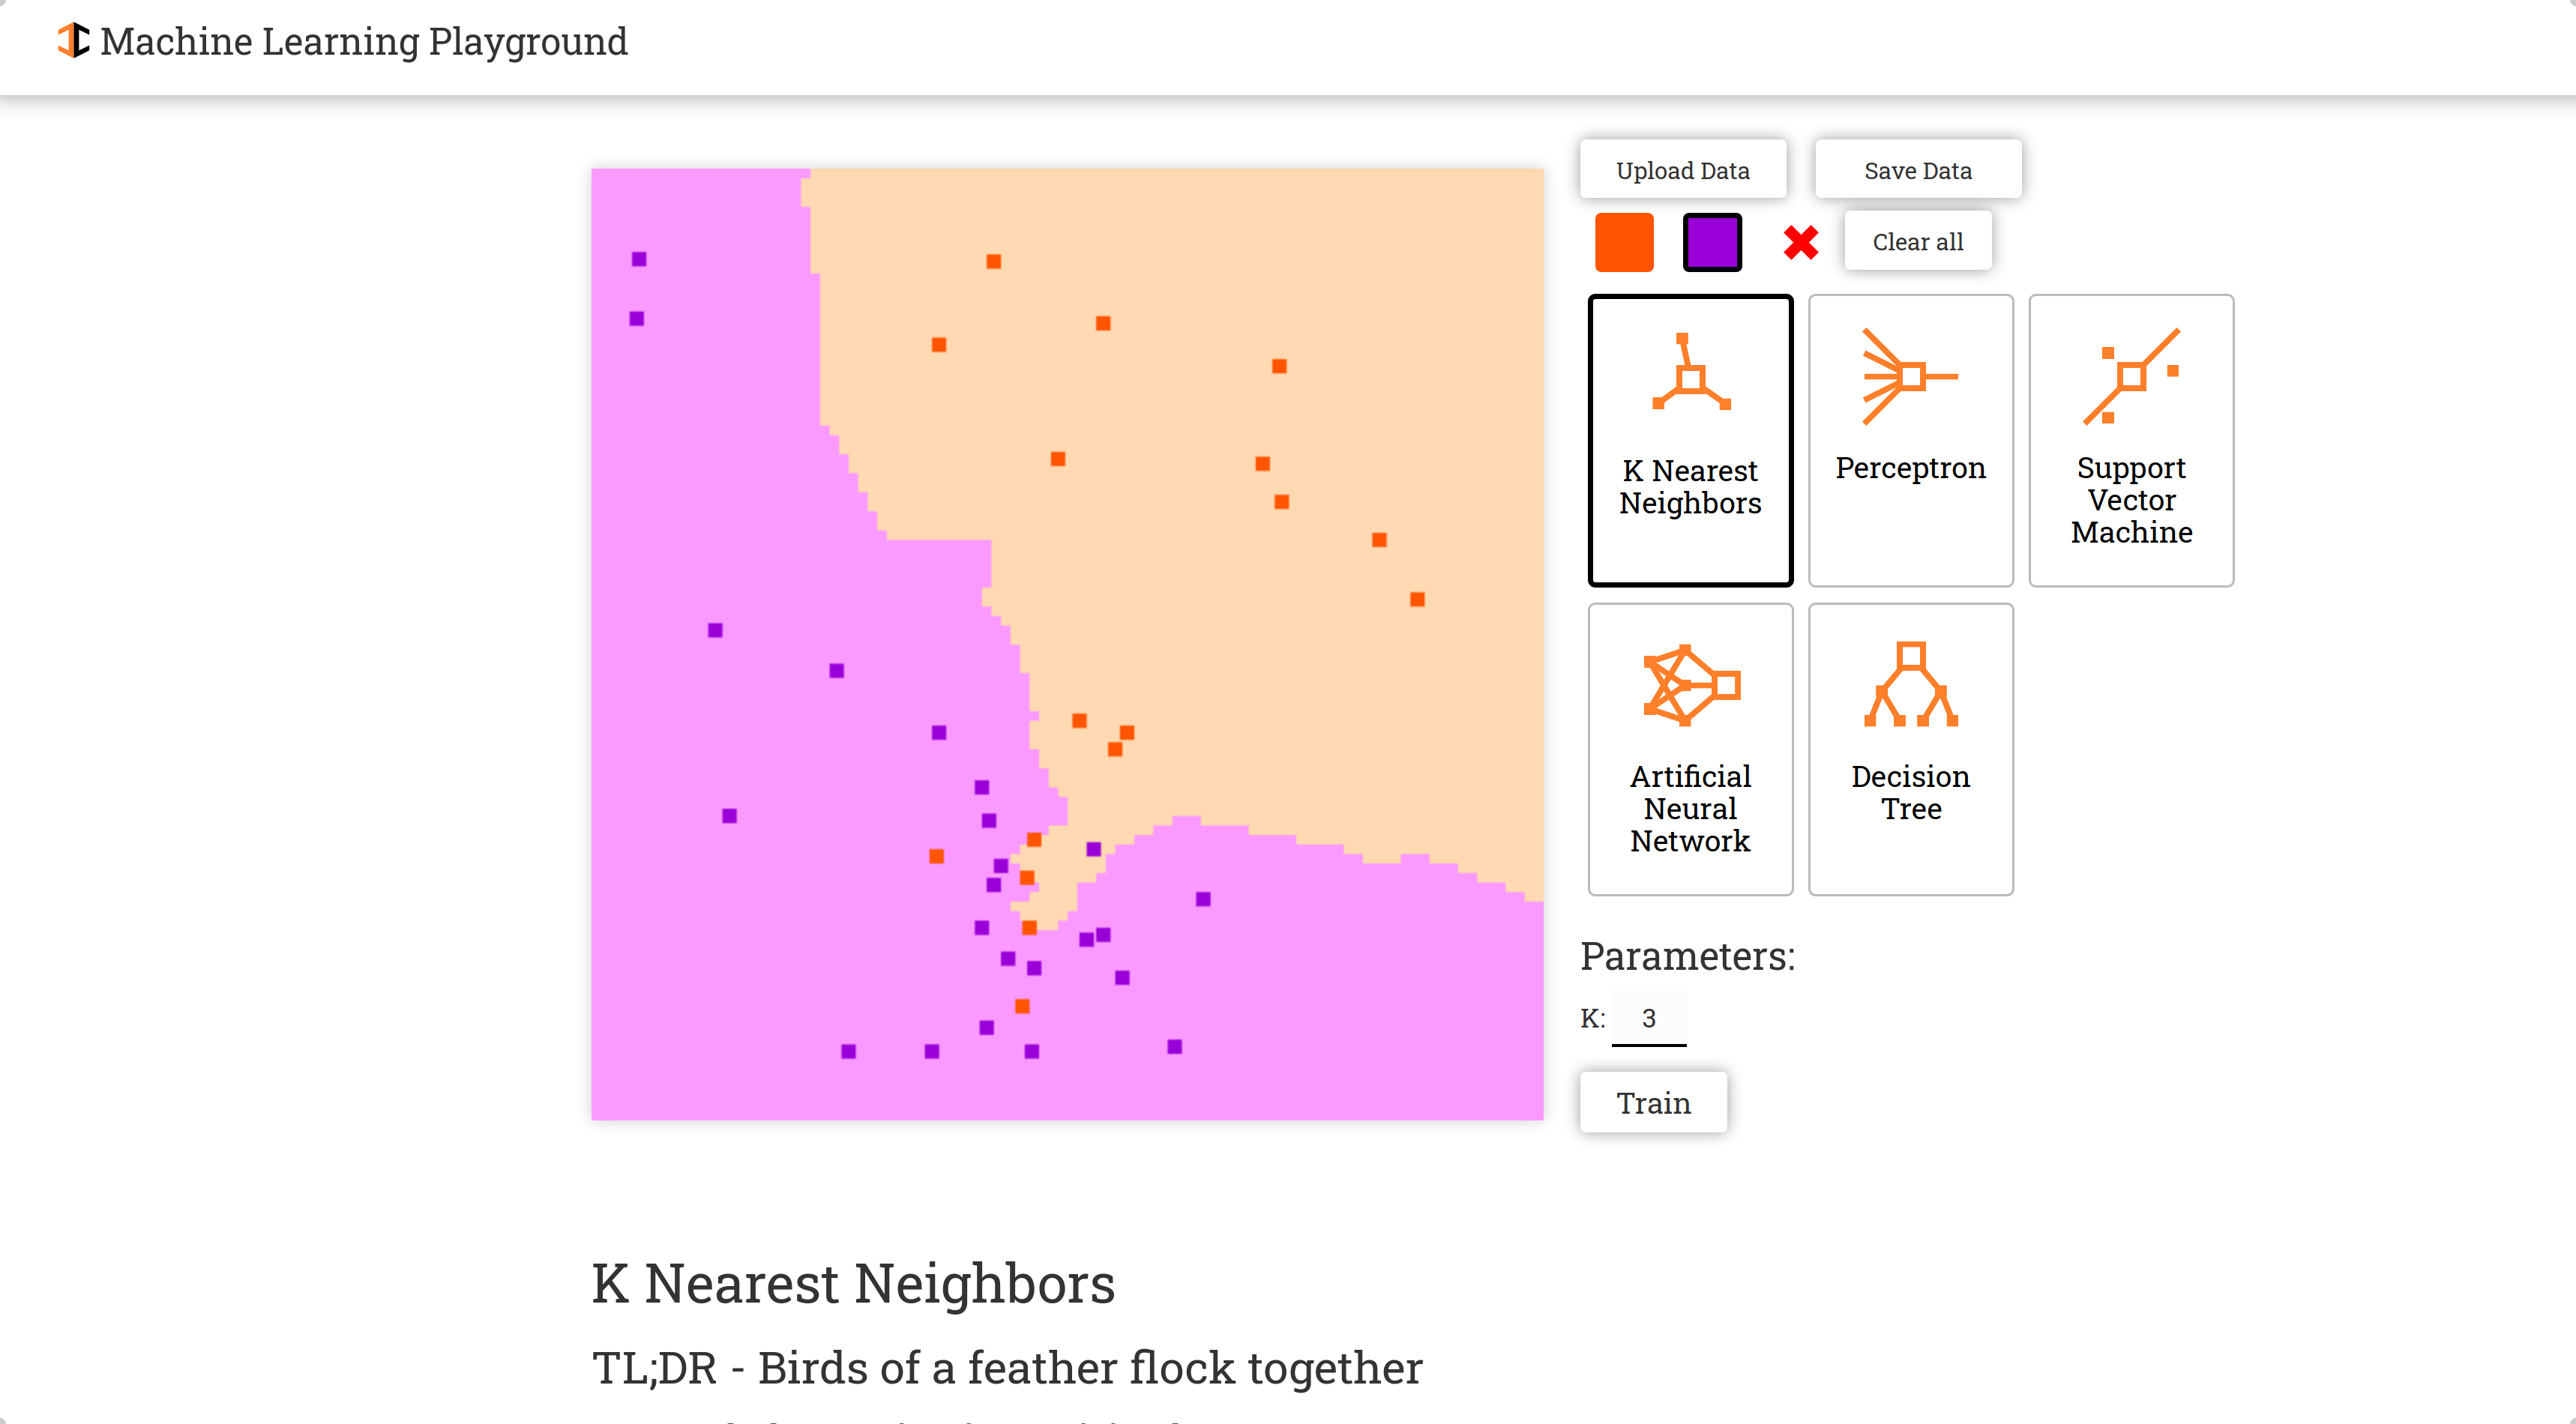 Machine Learning Playground
Upload Data
Save Data
Clear all
K Nearest
Neighbors
Perceptron
Support
Vector
Machine
Artificial
Neural
Network
Decision
Tree
Parameters:
K: 3
Train
K Nearest Neighbors
TL;DR - Birds of a feather flock together